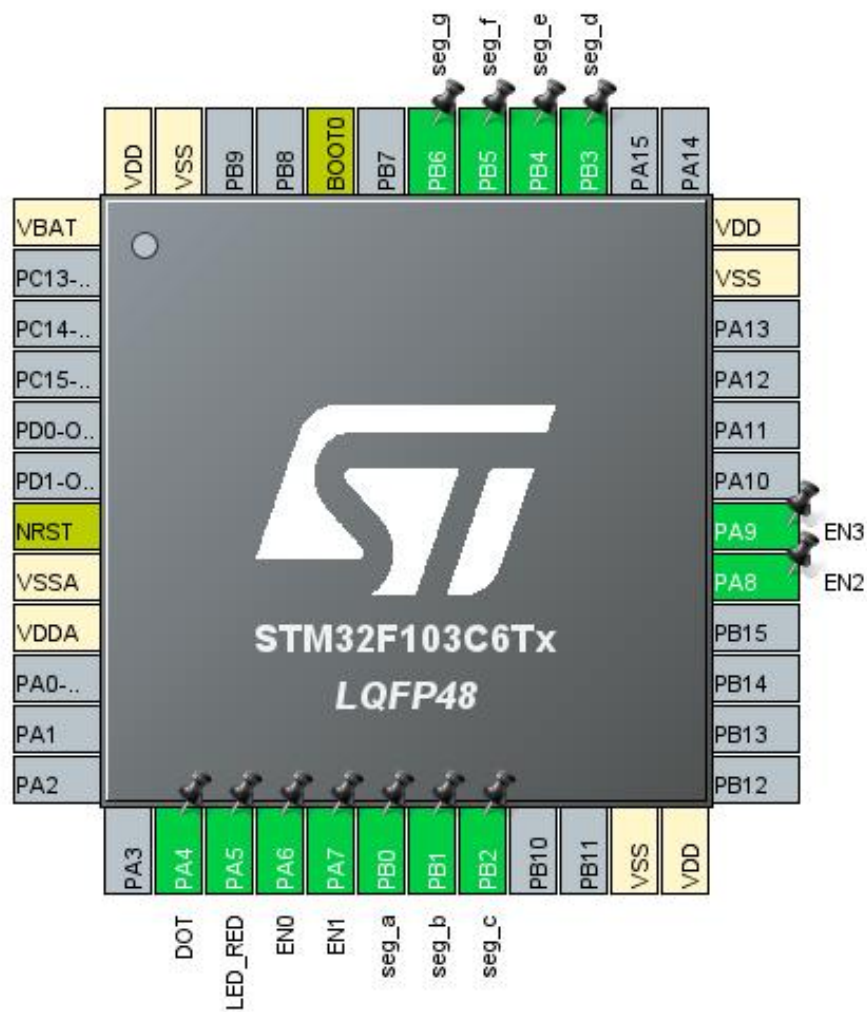 seg_g
seg_f
seg_e
seg_d
VDD
VSS
PB9
PB8
BOOT0
PB7
PB6
PB5
PB4
PB3
PA15
PA14
VBAT
PC13-..
PC14-..
PC15-..
PD0-O..
PD1-O..
NRST
VSSA
VDDA
PA0-..
PA1
PA2
VDD
VSS
PA13
PA12
PA11
PA10
PA9 EN3
PA8 EN2
PB15
PB14
PB13
PB12
ST
STM32F103C6Tx
LQFP48
PA3
PA4
PA5
PA6
PA7
PB0
PB1
PB2
PB10
PB11
VSS
VDD
DOT
LED_RED
EN0
EN1
seg_a
seg_b
seg_c